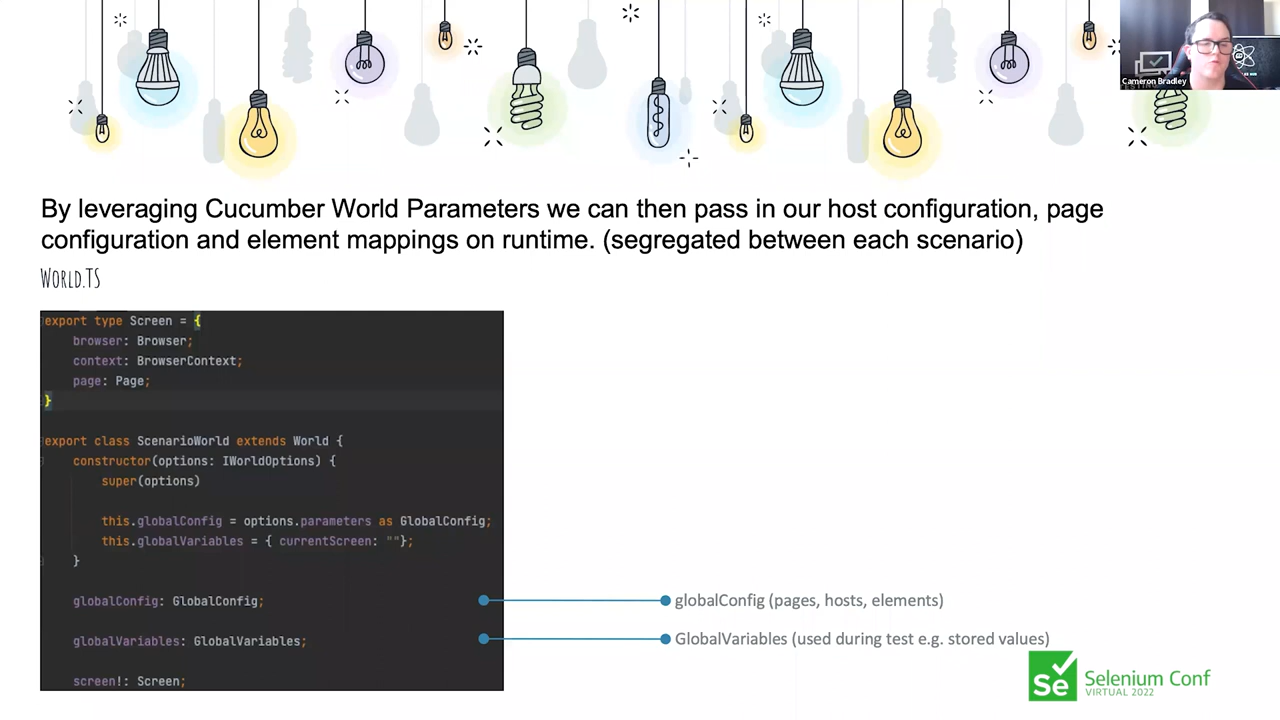 Cameron Bradley
By leveraging Cucumber World Parameters we can then pass in our host configuration, page
configuration and element mappings on runtime. (segregated between each scenario)
World.TS
export type Screen = {
browser: Browser;
context: BrowserContext;
page: Page;
}
export class ScenarioWorld extends World {
constructor(options: IWorldOptions) {
super(options)
this.globalConfig = options.parameters as GlobalConfig;
this.globalVariables = { currentScreen: ""};
}
globalConfig: GlobalConfig;
globalConfig (pages, hosts, elements)
globalVariables: GlobalVariables;
GlobalVariables (used during test e.g. stored values)
screen!: Screen;
Se Selenium Conf
VIRTUAL 2022